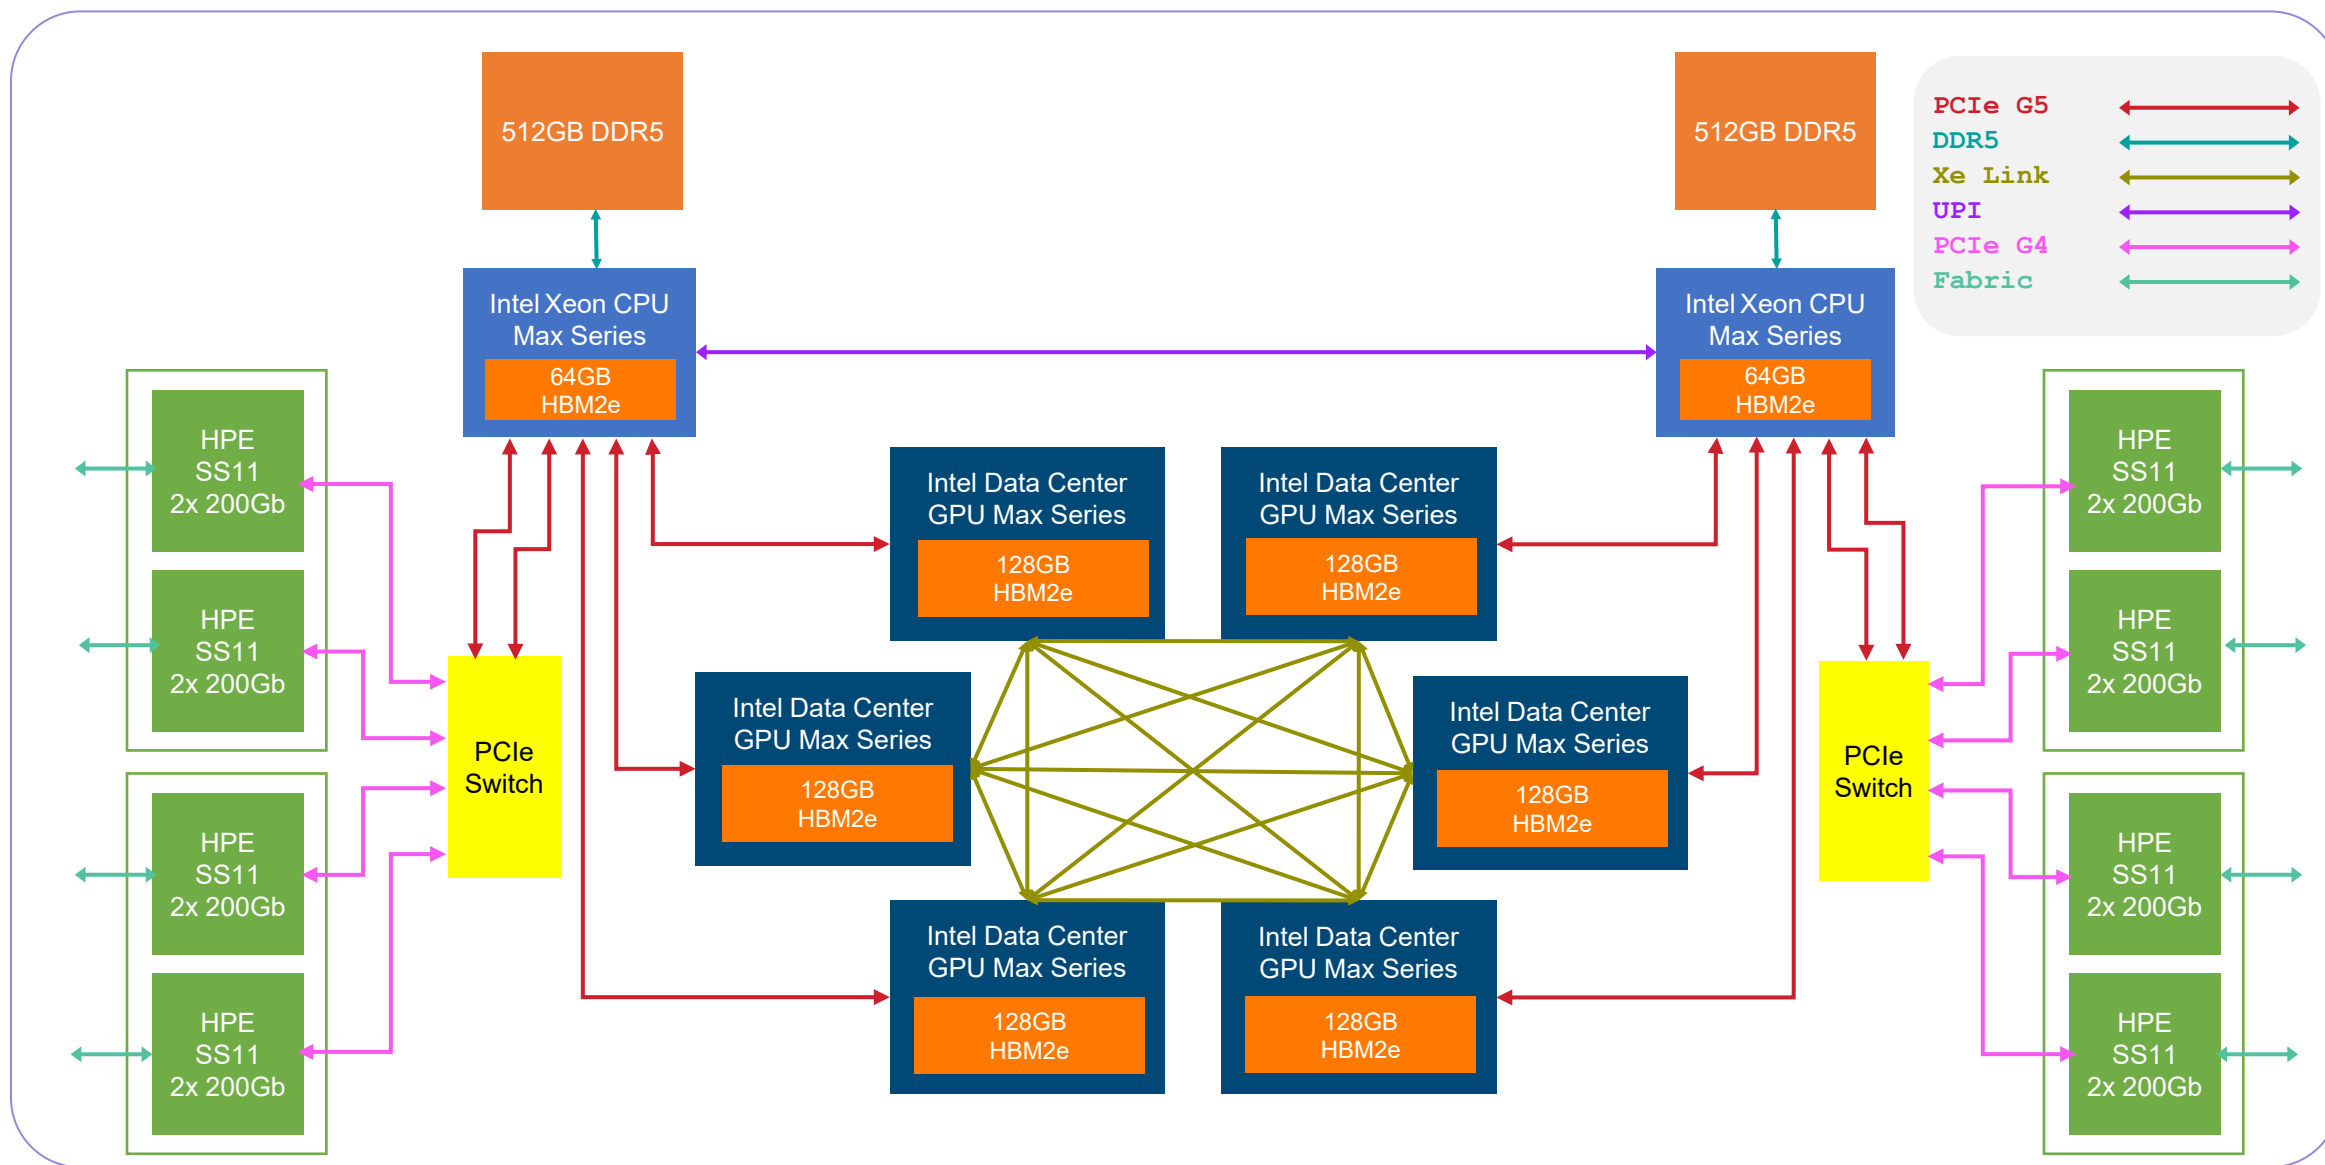 512GB DDR5
512GB DDR5
PCIe G5
DDR5
Xe Link
UPI
PCIe G4
Fabric
Intel Xeon CPU
Max Series
64GB
HBM2e
Intel Xeon CPU
Max Series
64GB
HBM2e
HPE
SS11
2x 200Gb
HPE
SS11
2x 200Gb
HPE
SS11
2x 200Gb
HPE
SS11
2x 200Gb
PCIe
Switch
Intel Data Center
GPU Max Series
128GB
HBM2e
Intel Data Center
GPU Max Series
128GB
HBM2e
Intel Data Center
GPU Max Series
128GB
HBM2e
Intel Data Center
GPU Max Series
128GB
HBM2e
Intel Data Center
GPU Max Series
128GB
HBM2e
Intel Data Center
GPU Max Series
128GB
HBM2e
PCIe
Switch
HPE
SS11
2x 200Gb
HPE
SS11
2x 200Gb
HPE
SS11
2x 200Gb
HPE
SS11
2x 200Gb